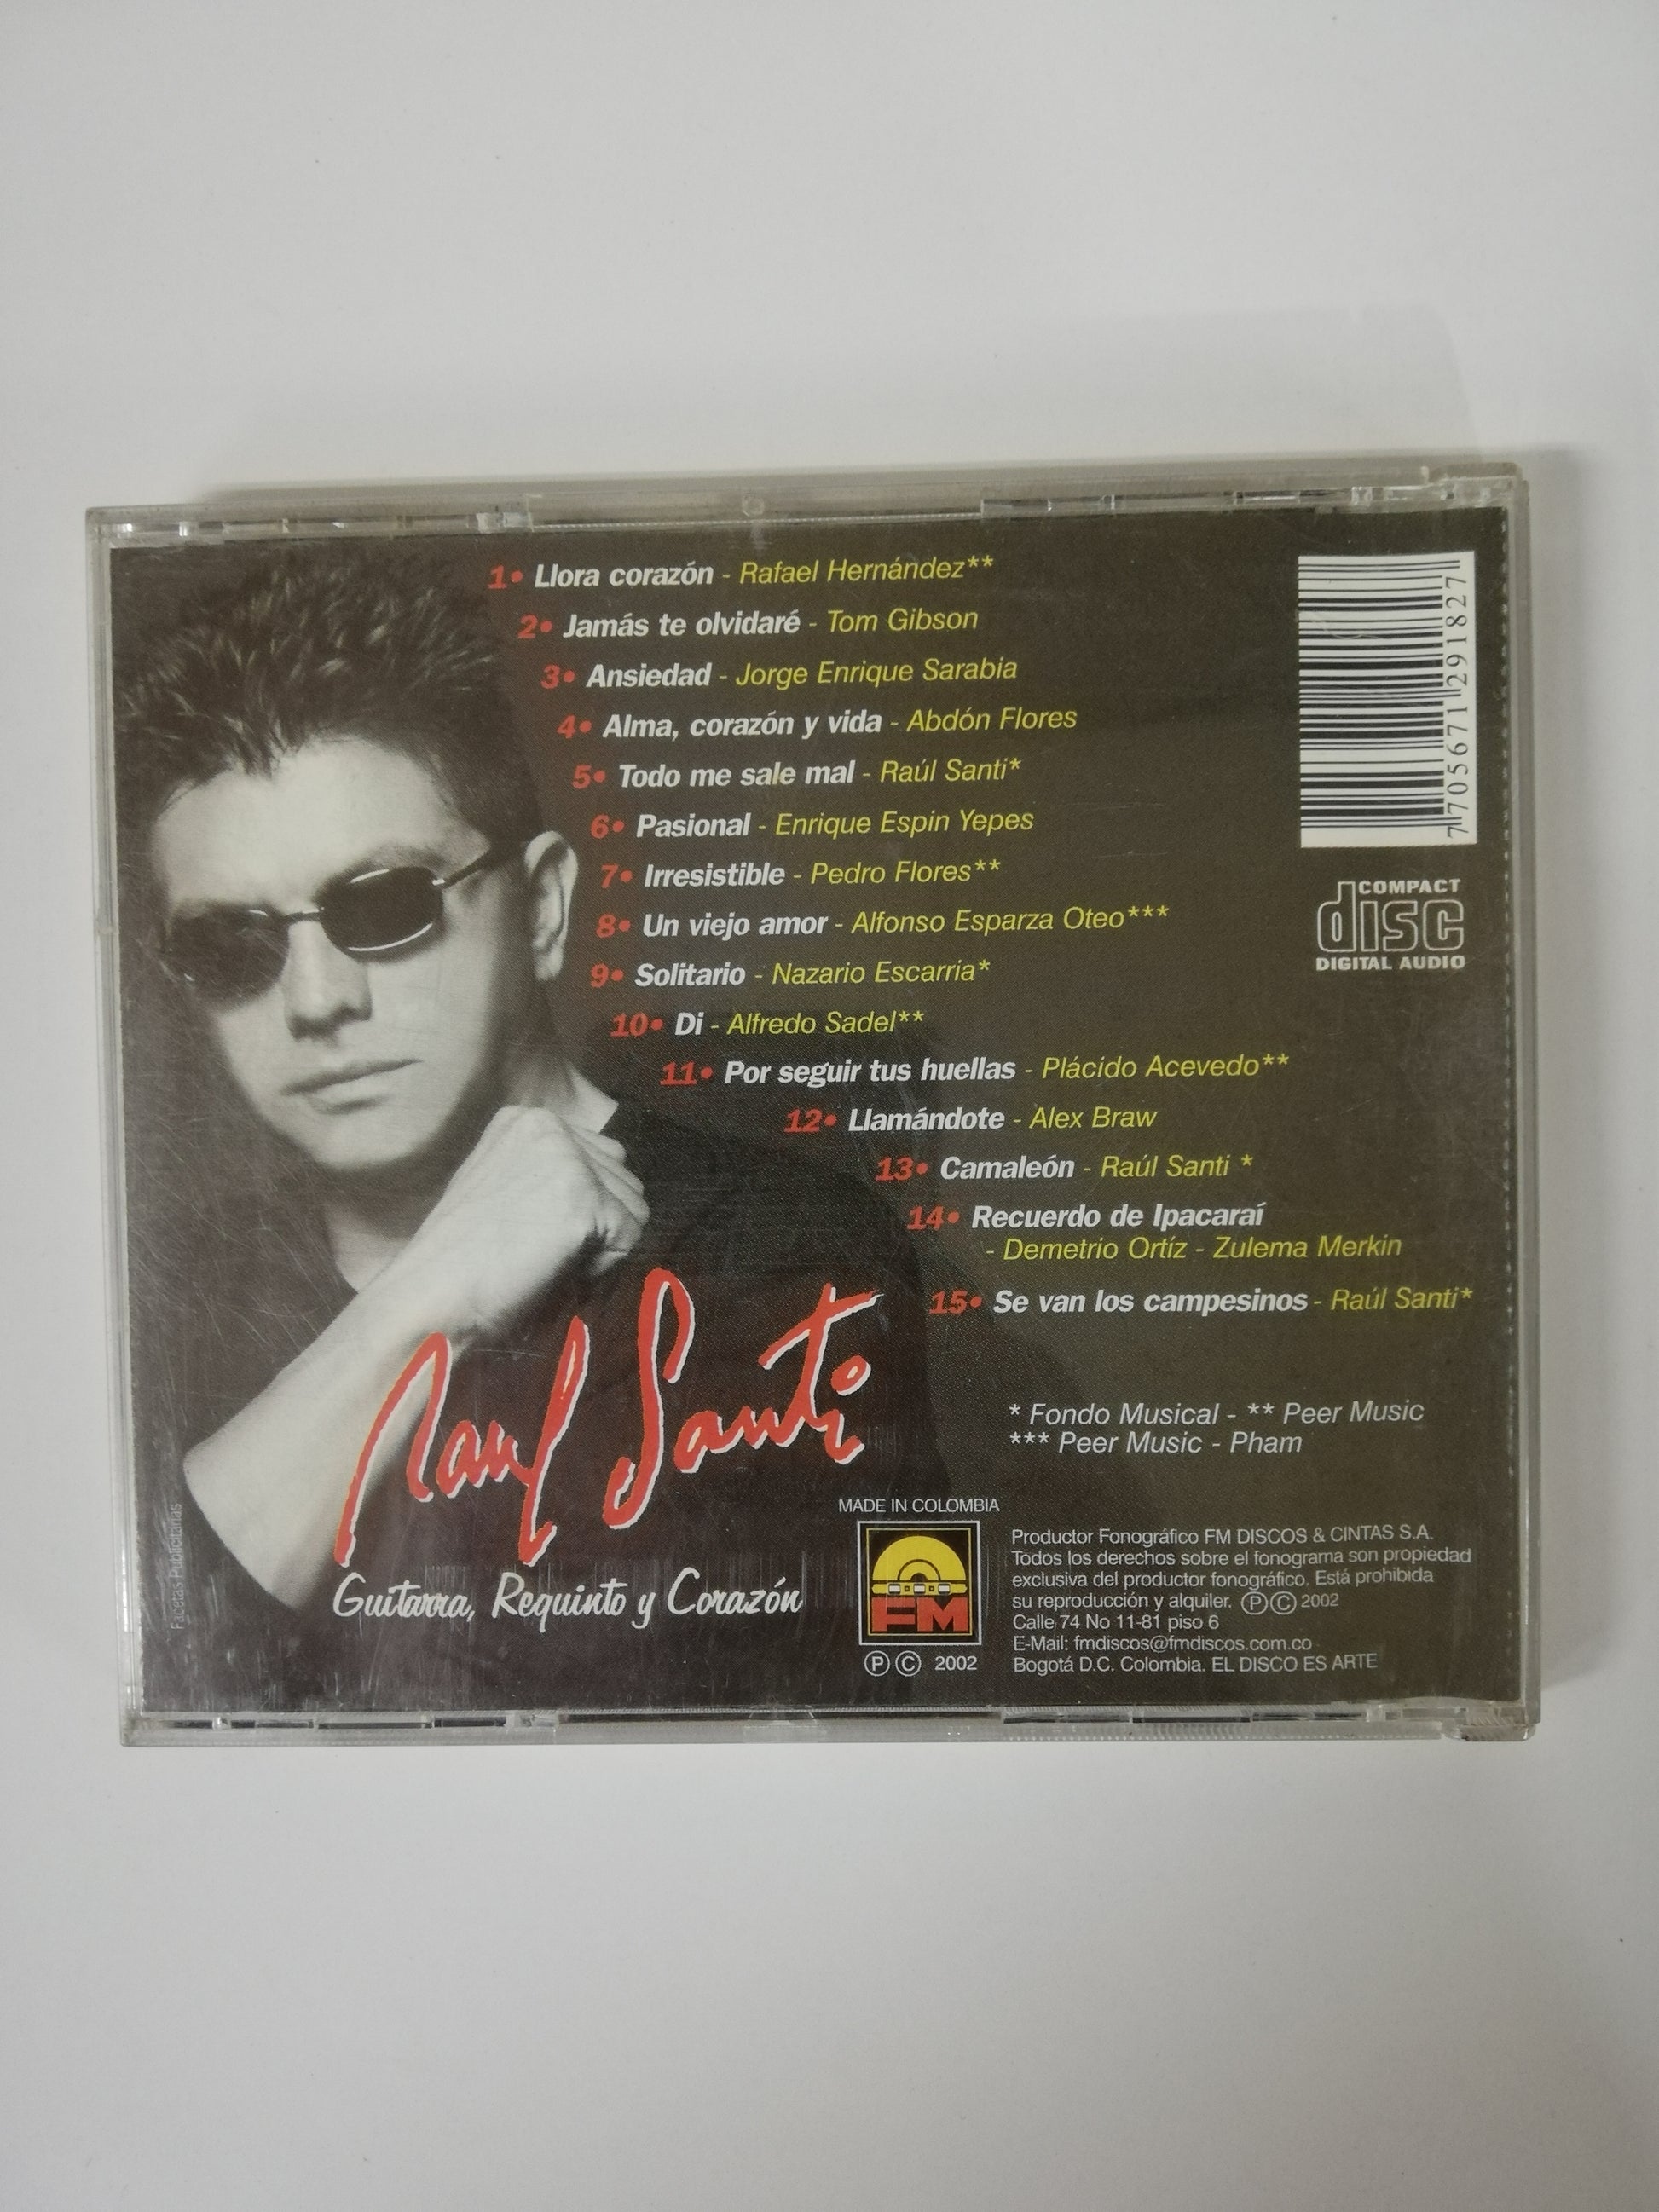 1• Llora corazón - Rafael Hernández**
2• Jamás te olvidaré - Tom Gibson
3• Ansiedad - Jorge Enrique Sarabia
4• Alma, corazón y vida - Abdón Flores
5• Todo me sale mal - Raúl Santi*
6• Pasional - Enrique Espin Yepes
7• Irresistible - Pedro Flores**
8• Un viejo amor - Alfonso Esparza Oteo***
9• Solitario - Nazario Escarria*
10• Di - Alfredo Sadel**
11• Por seguir tus huellas - Plácido Acevedo**
12• Llamándote - Alex Braw
13• Camaleón - Raúl Santi *
14• Recuerdo de Ipacaraí
- Demetrio Ortíz - Zulema Merkin
15• Se van los campesinos - Raúl Santi*
7 705671 291827
COMPACT
disc
DIGITAL AUDIO
* Fondo Musical - ** Peer Music
*** Peer Music - Pham
Raul Santi
Guitarra, Requinto y Corazón
Facetas Publicitarias
MADE IN COLOMBIA
FM
Ⓟ Ⓒ 2002
Productor Fonográfico FM DISCOS & CINTAS S.A.
Todos los derechos sobre el fonograma son propiedad
exclusiva del productor fonográfico. Está prohibida
su reproducción y alquiler. Ⓟ Ⓒ 2002
Calle 74 No 11-81 piso 6
E-Mail: fmdiscos@fmdiscos.com.co
Bogotá D.C. Colombia. EL DISCO ES ARTE